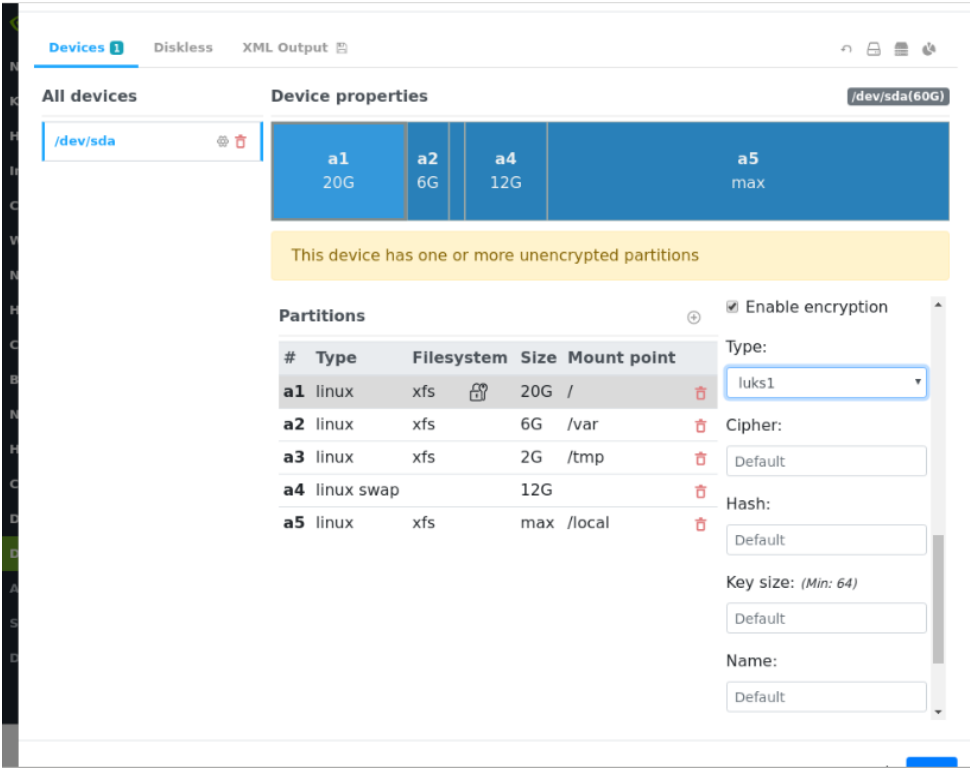 Devices 1 Diskless XML Output
All devices
Device properties
/dev/sda(60G)
/dev/sda
a1
20G
a2
6G
a4
12G
a5
max
This device has one or more unencrypted partitions
Partitions
# Type Filesystem Size Mount point
a1 linux xfs 20G /
a2 linux xfs 6G /var
a3 linux xfs 2G /tmp
a4 linux swap 12G
a5 linux xfs max /local
Enable encryption
Type:
luks1
Cipher:
Default
Hash:
Default
Key size: (Min: 64)
Default
Name:
Default